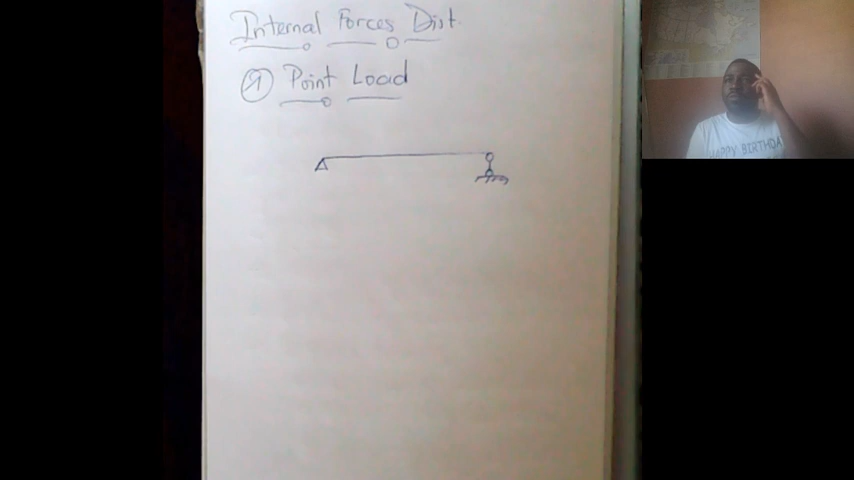 Internal Forces Dist.
1 Point Load
HAPPY BIRTHDA